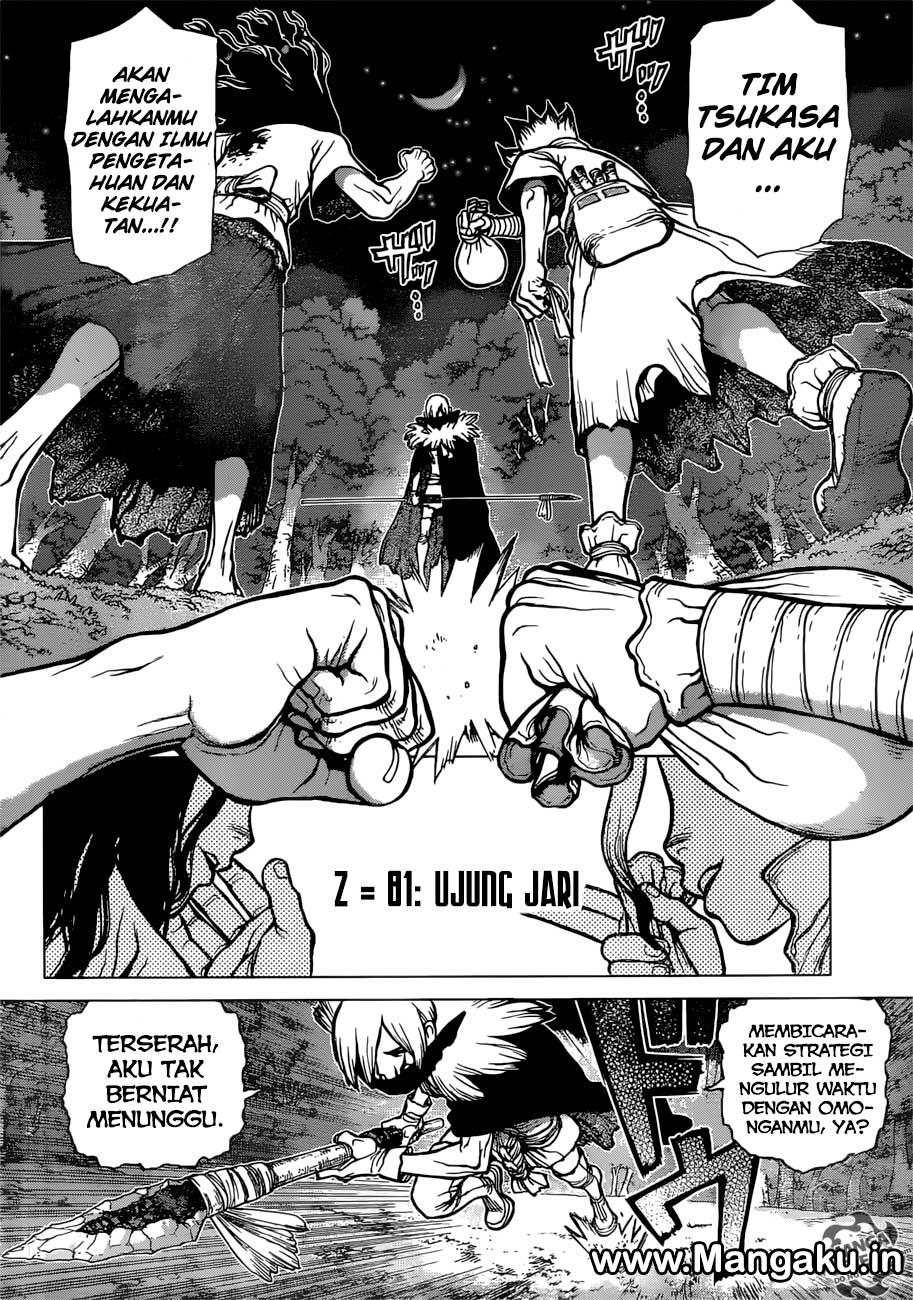 TIM
TSUKASA
DAN AKU
...
AKAN
MENGA-
LAHKANMU
DENGAN ILMU
PENGETA-
HUAN DAN
KEKUA-
TAN...!!
Z = 81: UJUNG JARI
MEMBICARA-
KAN STRATEGI
SAMBIL ME-
NGULUR WAKTU
DENGAN OMO-
NGANMU, YA?
TERSERAH,
AKU TAK
BERNIAT
MENUNGGU.
www.Mangaku.in